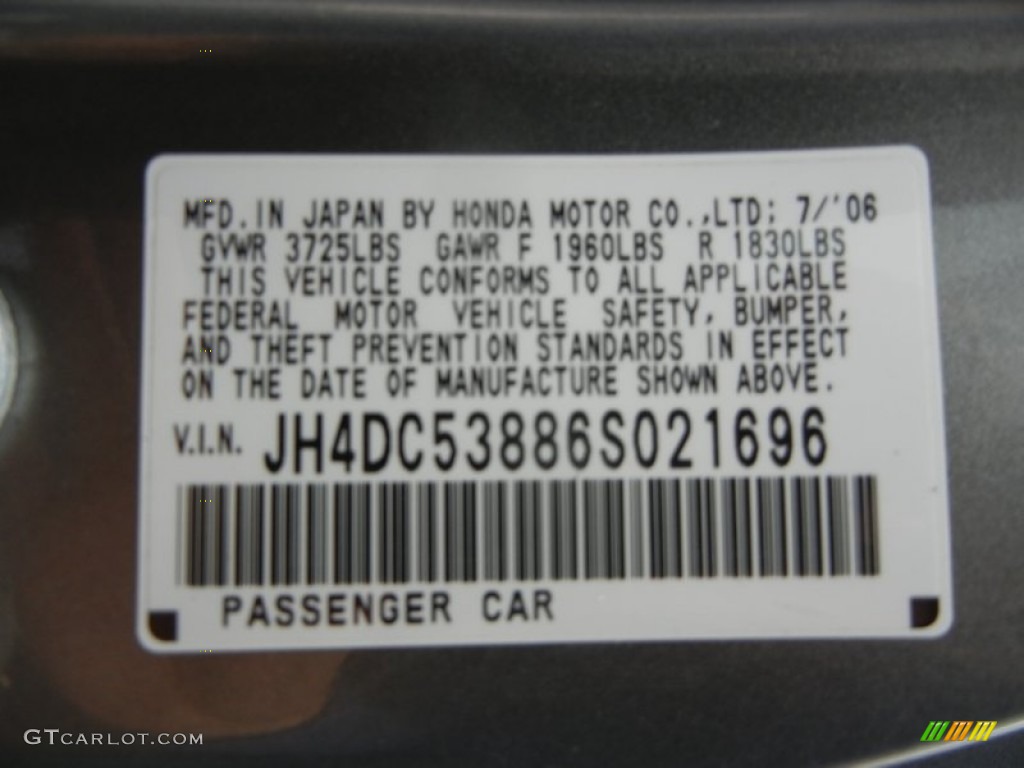 MFD. IN JAPAN BY HONDA MOTOR CO.,LTD; 7/'06
GVWR 3725LBS GAWR F 1960LBS R 1830LBS
THIS VEHICLE CONFORMS TO ALL APPLICABLE
FEDERAL MOTOR VEHICLE SAFETY, BUMPER,
AND THEFT PREVENTION STANDARDS IN EFFECT
ON THE DATE OF MANUFACTURE SHOWN ABOVE.
V.I.N. JH4DC53886S021696
PASSENGER CAR
GTCARLOT.COM